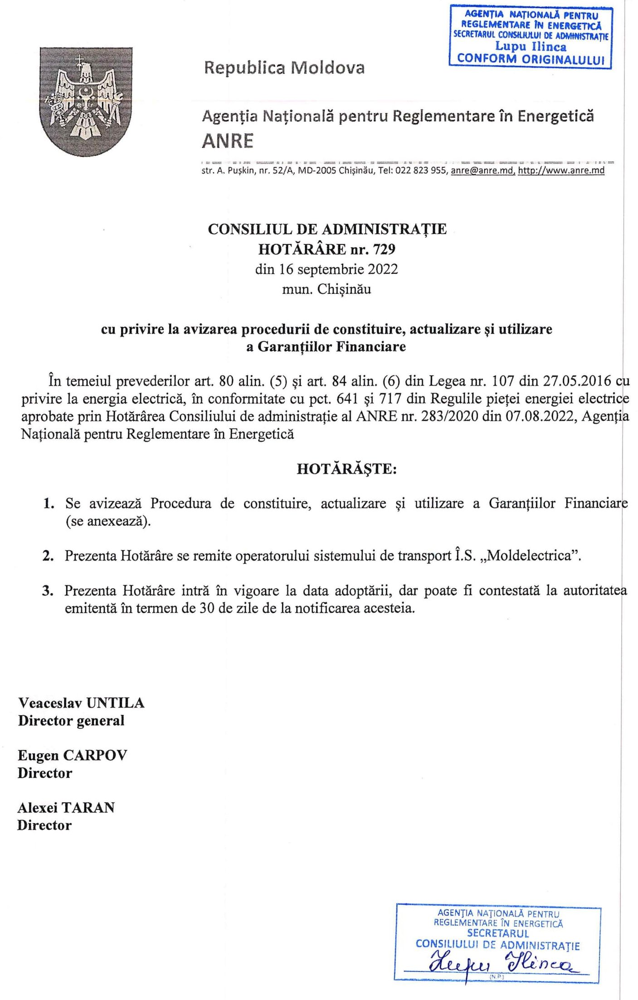 AGENȚIA NAȚIONALĂ PENTRU
REGLEMENTARE ÎN ENERGETICĂ
SECRETARUL CONSILIULUI DE ADMINISTRAȚIE
Lupu Ilinca
CONFORM ORIGINALULUI
Republica Moldova
Agenția Națională pentru Reglementare în Energetică
ANRE
str. A. Pușkin, nr. 52/A, MD-2005 Chișinău, Tel: 022 823 955, anre@anre.md, http://www.anre.md
CONSILIUL DE ADMINISTRAȚIE
HOTĂRÂRE nr. 729
din 16 septembrie 2022
mun. Chișinău
cu privire la avizarea procedurii de constituire, actualizare și utilizare
a Garanțiilor Financiare
În temeiul prevederilor art. 80 alin. (5) și art. 84 alin. (6) din Legea nr. 107 din 27.05.2016 cu
privire la energia electrică, în conformitate cu pct. 641 și 717 din Regulile pieței energiei electrice
aprobate prin Hotărârea Consiliului de administrație al ANRE nr. 283/2020 din 07.08.2022, Agenția
Națională pentru Reglementare în Energetică
HOTĂRĂŞTE:
1. Se avizează Procedura de constituire, actualizare și utilizare a Garanțiilor Financiare
(se anexează).
2. Prezenta Hotărâre se remite operatorului sistemului de transport Î.S. „Moldelectrica”.
3. Prezenta Hotărâre intră în vigoare la data adoptării, dar poate fi contestată la autoritatea
emitentă în termen de 30 de zile de la notificarea acesteia.
Veaceslav UNTILA
Director general
Eugen CARPOV
Director
Alexei TARAN
Director
AGENŢIA NAŢIONALĂ PENTRU
REGLEMENTARE ÎN ENERGETICĂ
SECRETARUL
CONSILIULUI DE ADMINISTRAŢIE
Lupu Ilinca
(N.P.)